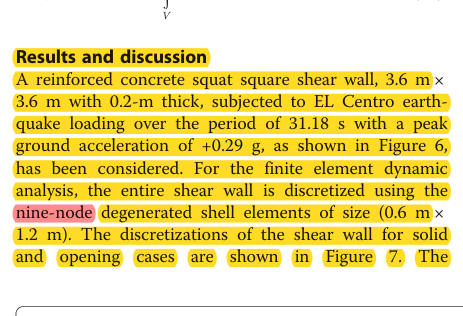 ∫
V
Results and discussion
A reinforced concrete squat square shear wall, 3.6 m ×
3.6 m with 0.2-m thick, subjected to EL Centro earth-
quake loading over the period of 31.18 s with a peak
ground acceleration of +0.29 g, as shown in Figure 6,
has been considered. For the finite element dynamic
analysis, the entire shear wall is discretized using the
nine-node degenerated shell elements of size (0.6 m ×
1.2 m). The discretizations of the shear wall for solid
and opening cases are shown in Figure 7. The